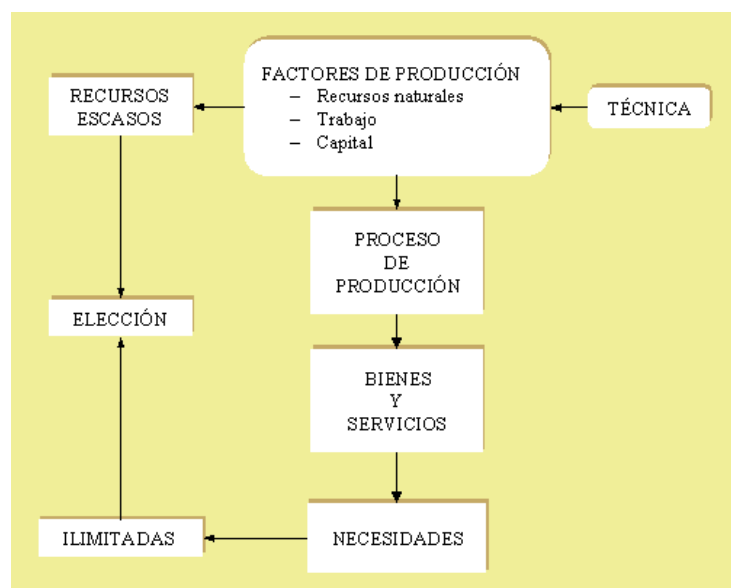 FACTORES DE PRODUCCIÓN
– Recursos naturales
– Trabajo
– Capital
RECURSOS
ESCASOS
TÉCNICA
PROCESO
DE
PRODUCCIÓN
ELECCIÓN
BIENES
Y
SERVICIOS
ILIMITADAS
NECESIDADES